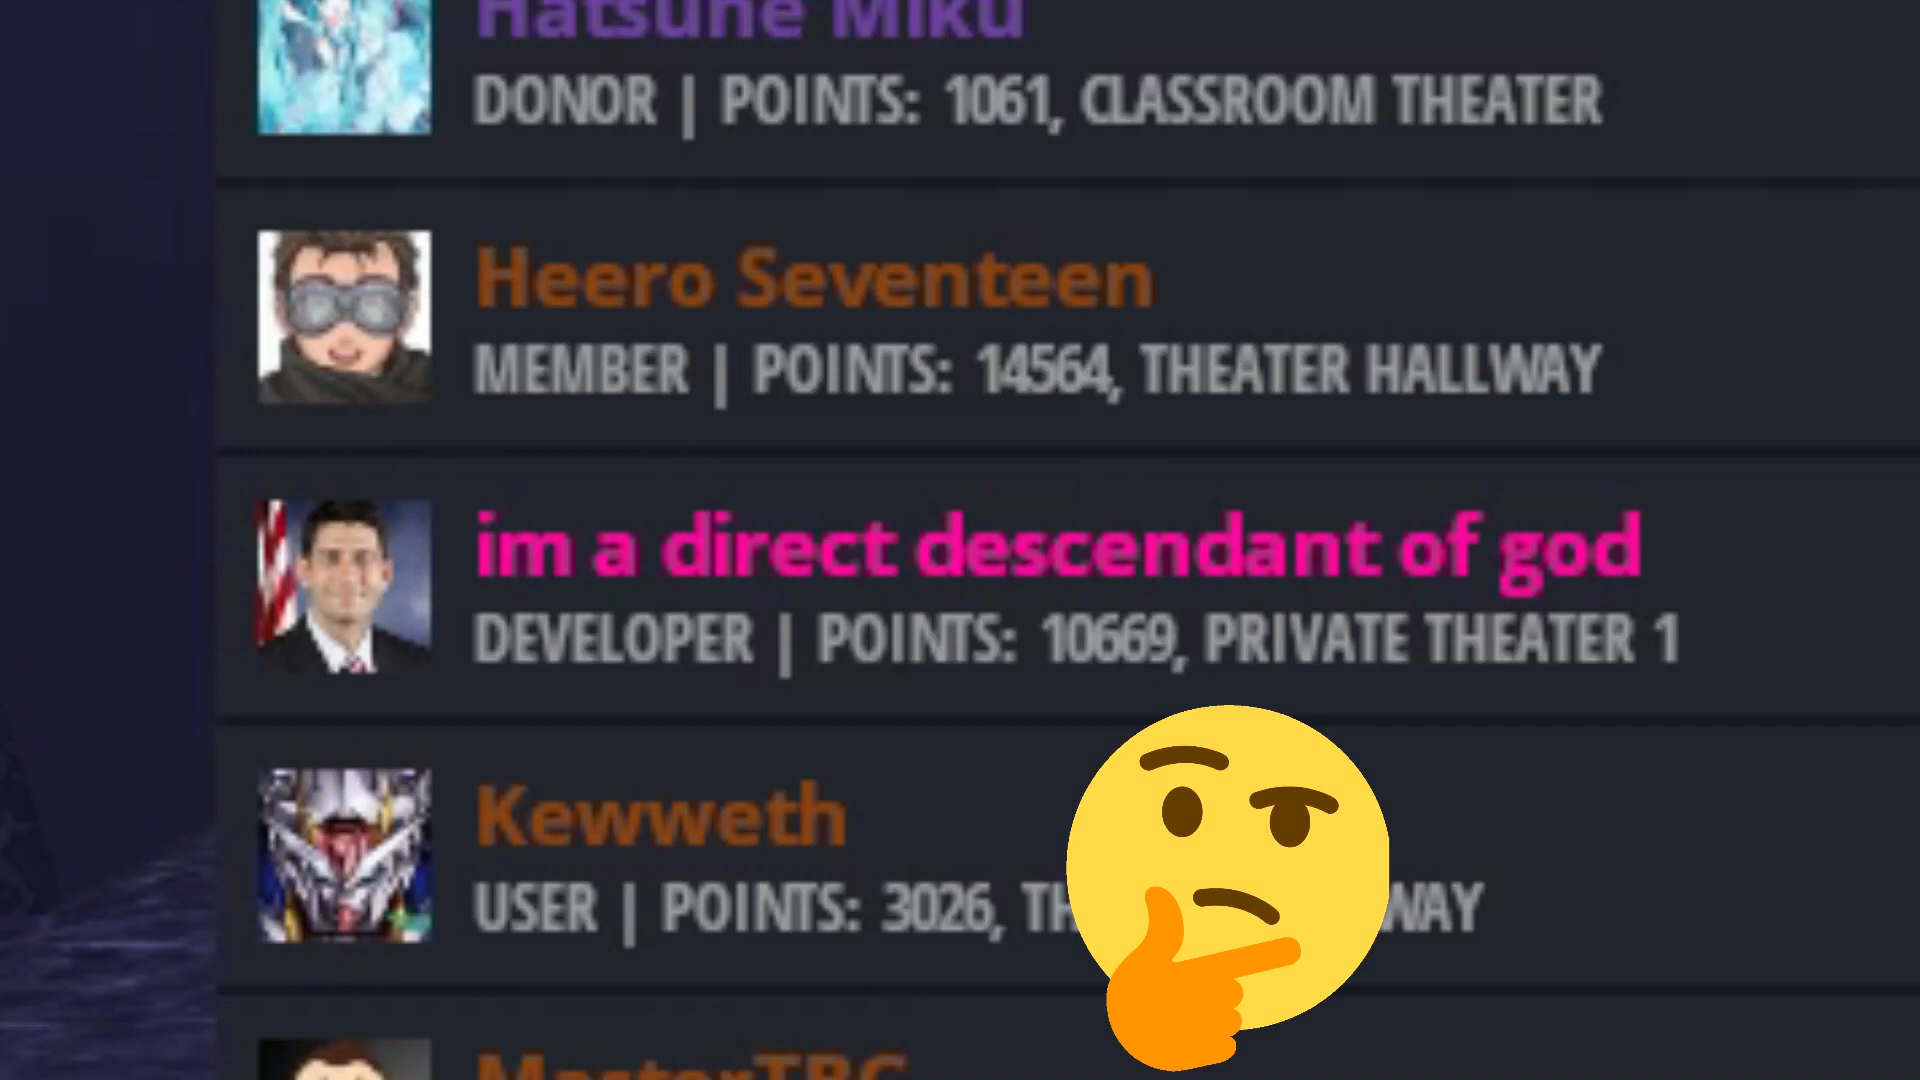 Hatsune Miku
DONOR | POINTS: 1061, CLASSROOM THEATER
Heero Seventeen
MEMBER | POINTS: 14564, THEATER HALLWAY
im a direct descendant of god
DEVELOPER | POINTS: 10669, PRIVATE THEATER 1
Kewweth
USER | POINTS: 3026,
MasterTBC